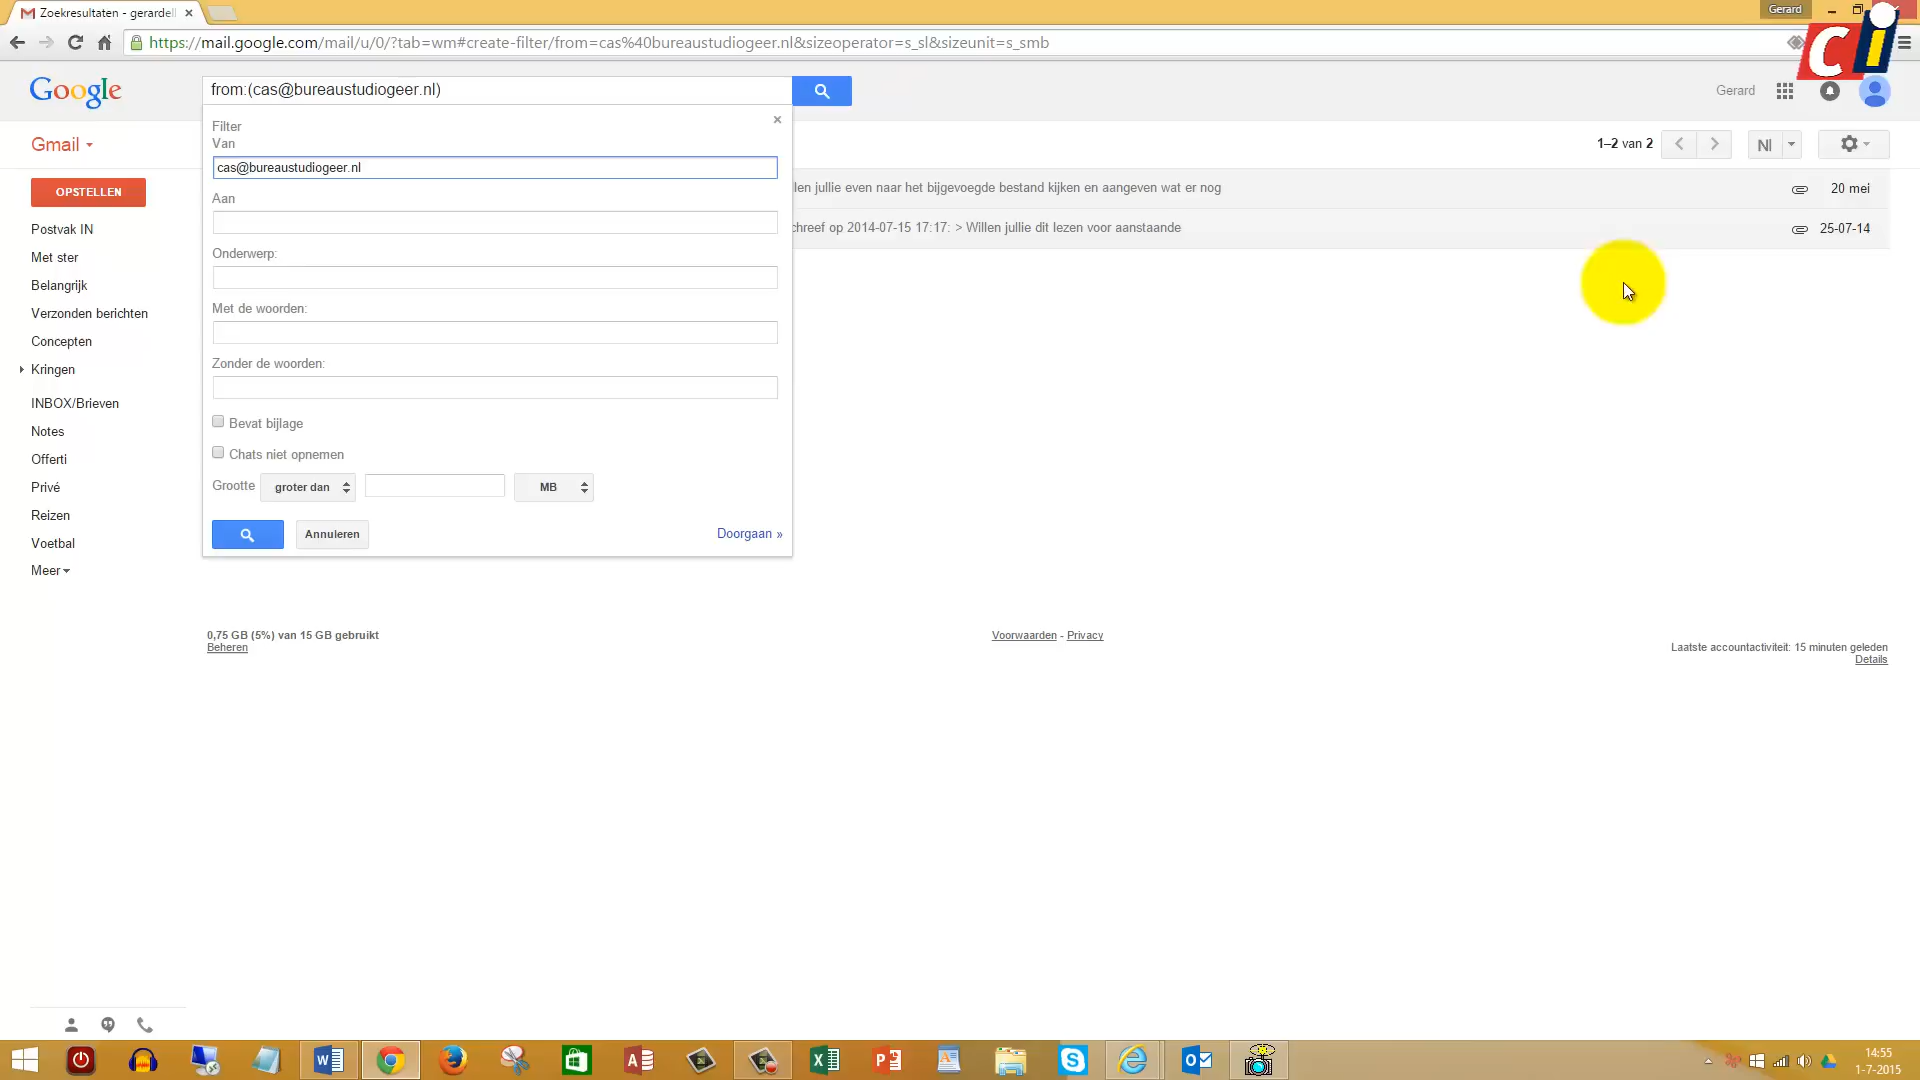 Zoekresultaten - gerardell
Gerard
https://mail.google.com/mail/u/0/?tab=wm#create-filter/from=cas%40bureaustudiogeer.nl&sizeoperator=s_sl&sizeunit=s_smb
Ci
Google
from:(cas@bureaustudiogeer.nl)
Gerard
Gmail
Filter
Van
cas@bureaustudiogeer.nl
1–2 van 2
Nl
OPSTELLEN
llen jullie even naar het bijgevoegde bestand kijken en aangeven wat er nog
20 mei
Aan
Postvak IN
chreef op 2014-07-15 17:17: > Willen jullie dit lezen voor aanstaande
25-07-14
Met ster
Onderwerp:
Belangrijk
Verzonden berichten
Met de woorden:
Concepten
Kringen
Zonder de woorden:
INBOX/Brieven
Notes
Bevat bijlage
Offerti
Chats niet opnemen
Privé
Grootte
groter dan
MB
Reizen
Voetbal
Annuleren
Doorgaan »
Meer
0,75 GB (5%) van 15 GB gebruikt
Beheren
Voorwaarden - Privacy
Laatste accountactiviteit: 15 minuten geleden
Details
14:55
1-7-2015